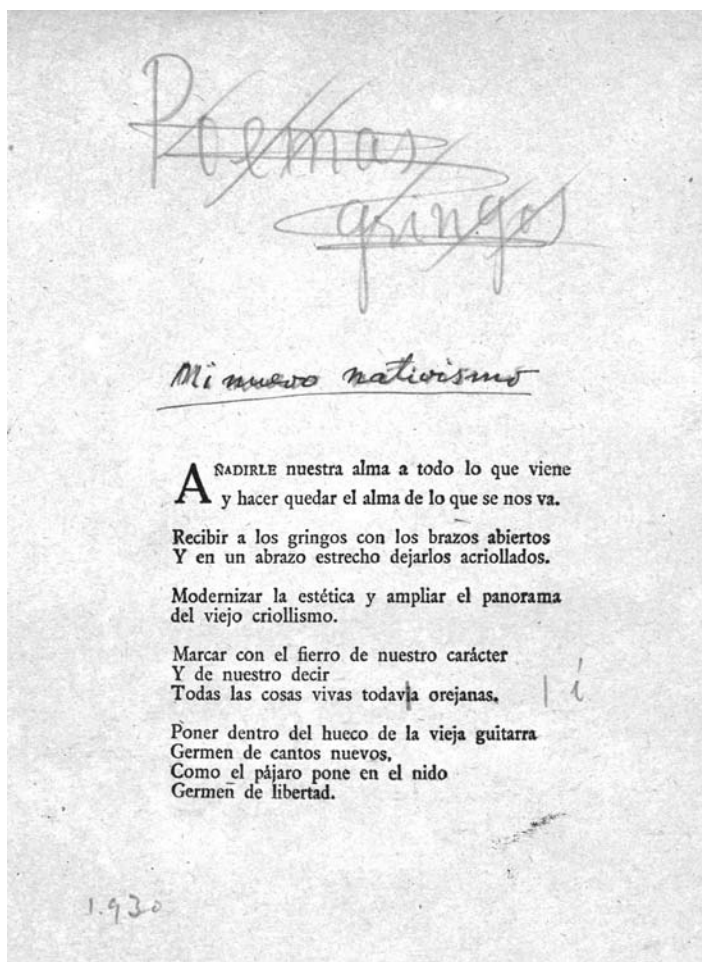 Poemas
gringos
Mi nuevo nativismo
AÑADIRLE nuestra alma a todo lo que viene
y hacer quedar el alma de lo que se nos va.
Recibir a los gringos con los brazos abiertos
Y en un abrazo estrecho dejarlos acriollados.
Modernizar la estética y ampliar el panorama
del viejo criollismo.
Marcar con el fierro de nuestro carácter
Y de nuestro decir
Todas las cosas vivas todavia orejanas. | í
Poner dentro del hueco de la vieja guitarra
Germen de cantos nuevos,
Como el pájaro pone en el nido
Germen de libertad.
1.930